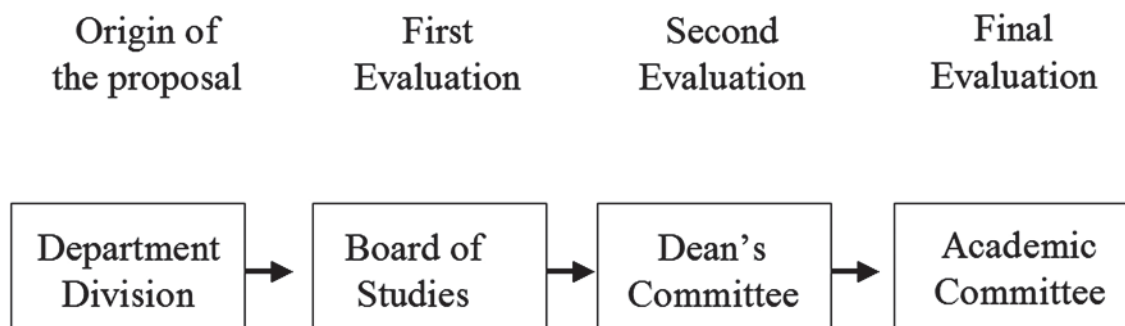 Origin of
the proposal
First
Evaluation
Second
Evaluation
Final
Evaluation
Department
Division
Board of
Studies
Dean’s
Committee
Academic
Committee